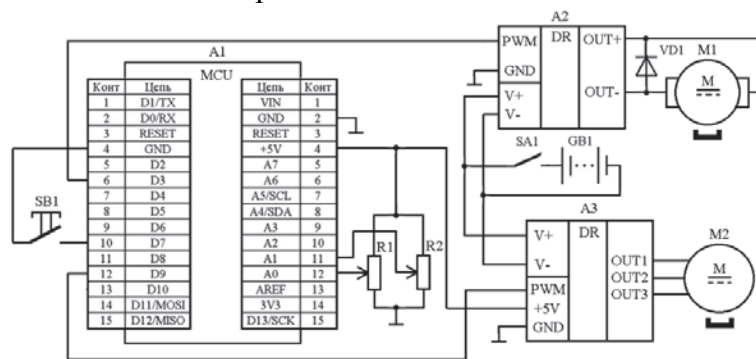 A1
MCU
Конт Цепь Цепь Конт
1 D1/TX VIN 1
2 D0/RX GND 2
3 RESET RESET 3
4 GND +5V 4
5 D2 A7 5
6 D3 A6 6
7 D4 A5/SCL 7
8 D5 A4/SDA 8
9 D6 A3 9
10 D7 A2 10
11 D8 A1 11
12 D9 A0 12
13 D10 AREF 13
14 D11/MOSI 3V3 14
15 D12/MISO D13/SCK 15
SB1
R1
R2
A2
PWM DR OUT+
GND
V+ OUT-
V-
VD1
M1
M
SA1 GB1
A3
V+ DR
V- OUT1
OUT2
PWM OUT3
+5V
GND
M2
M